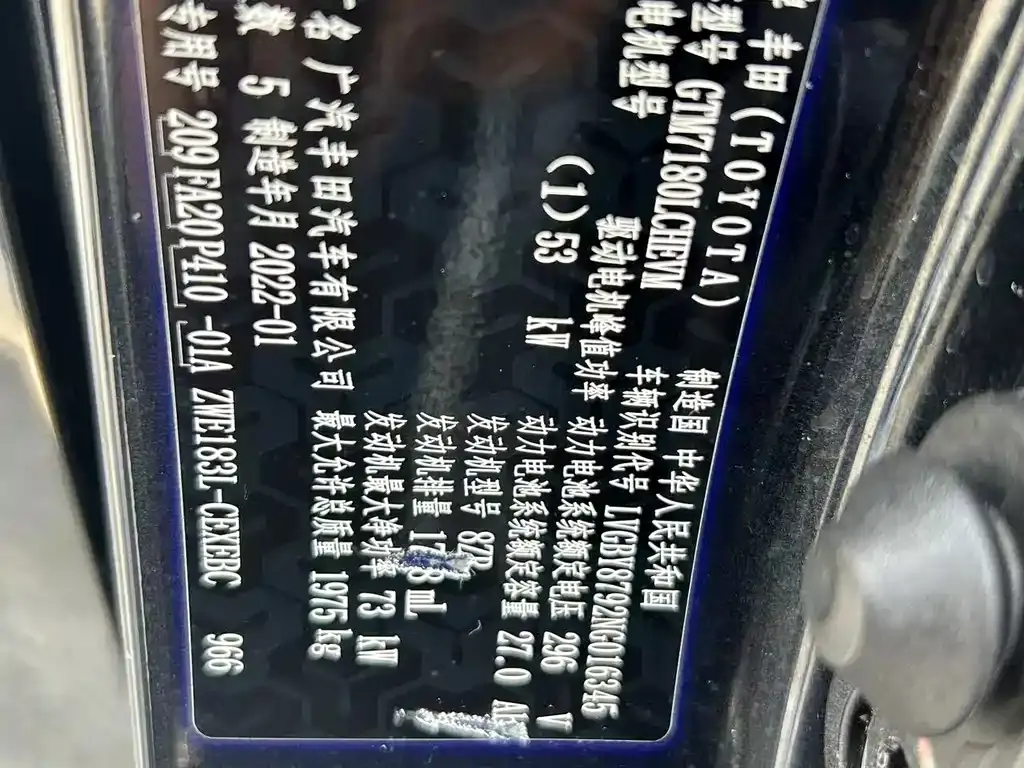 丰田(TOYOTA) 制造国 中华人民共和国
型号 GTM7180LCHEVM 车辆识别代号 LVGBY8792NG016345
电机型号 驱动电机峰值功率 动力电池系统额定电压 296 V
(1)53 kW 动力电池系统额定容量 27.0 Ah
发动机型号 8ZR
发动机排量 1798 mL
发动机最大净功率 73 kW
厂名 广汽丰田汽车有限公司 最大允许总质量 1975 kg
数 5 制造年月 2022-01
专用号 209FA20P410 -01A ZWE183L-CEXEBC 966